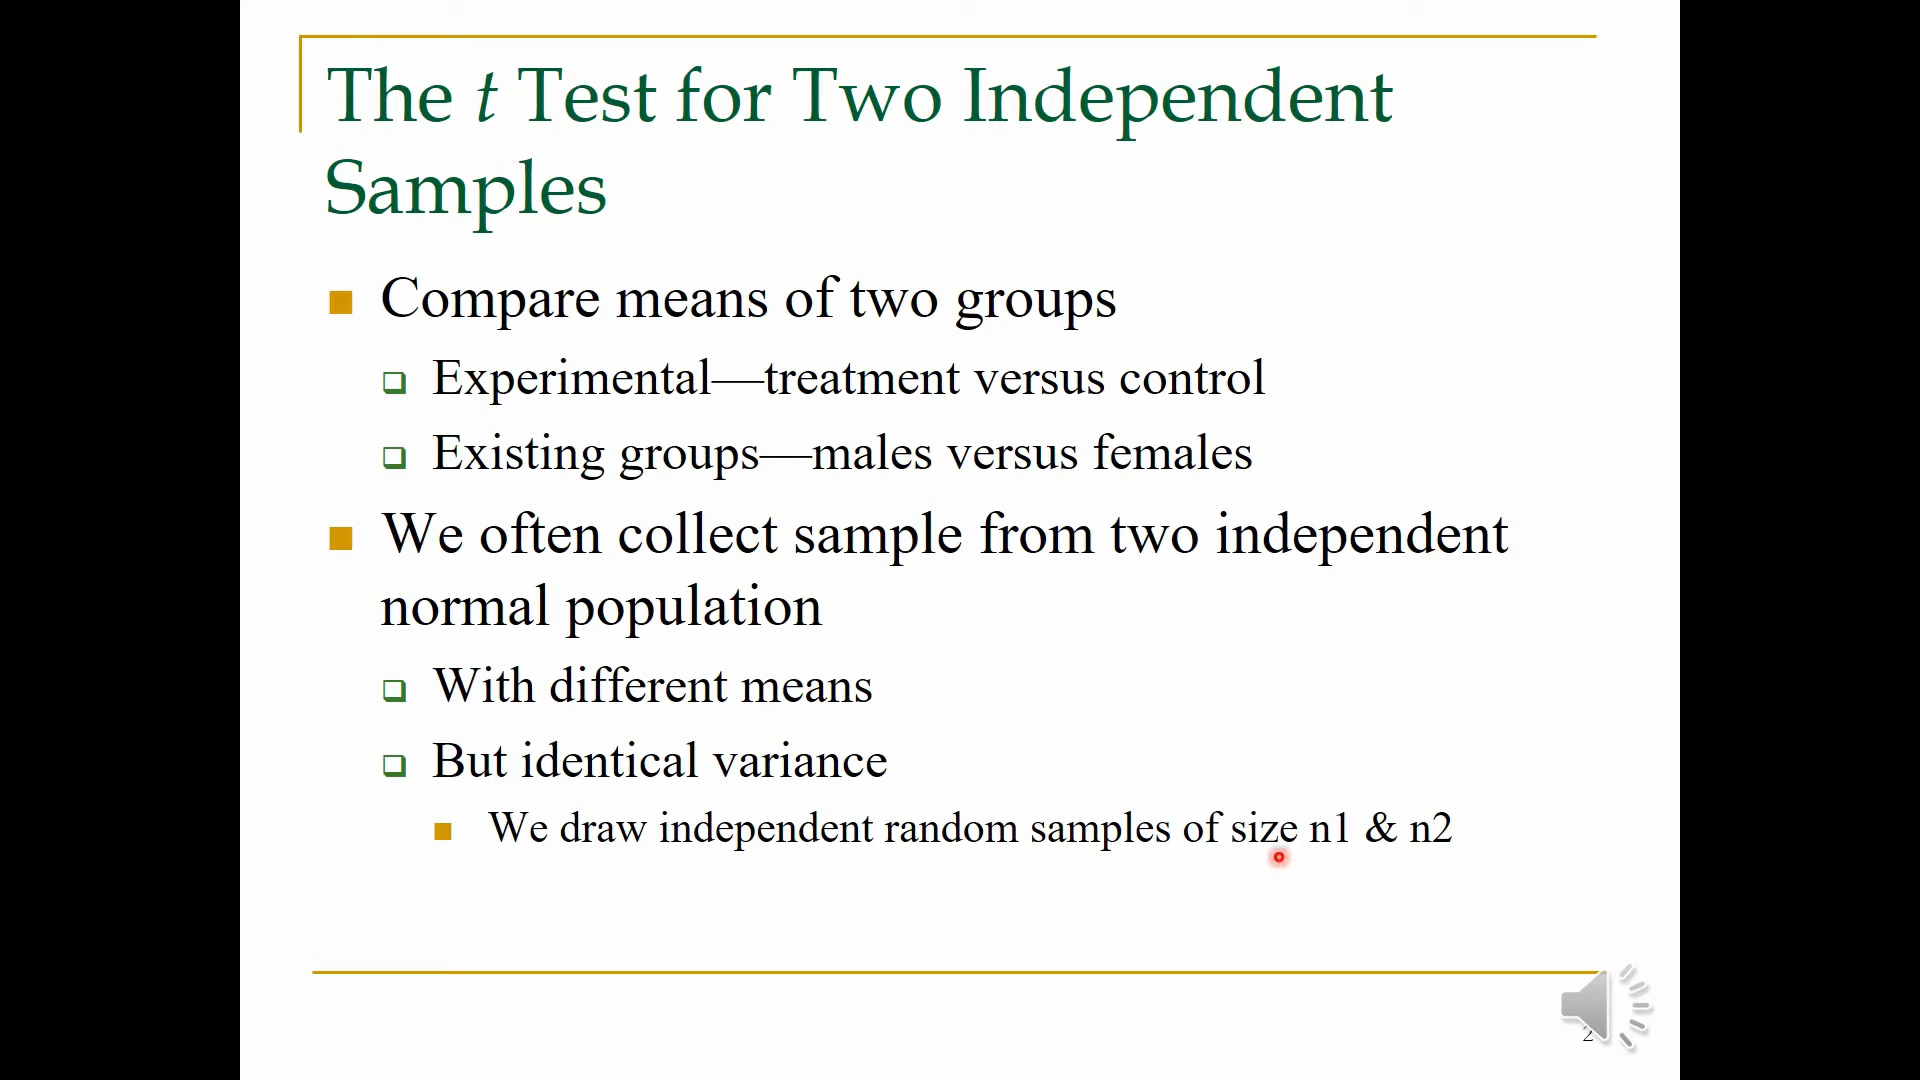 The t Test for Two Independent
Samples
Compare means of two groups
Experimental—treatment versus control
Existing groups—males versus females
We often collect sample from two independent
normal population
With different means
But identical variance
We draw independent random samples of size n1 & n2
2